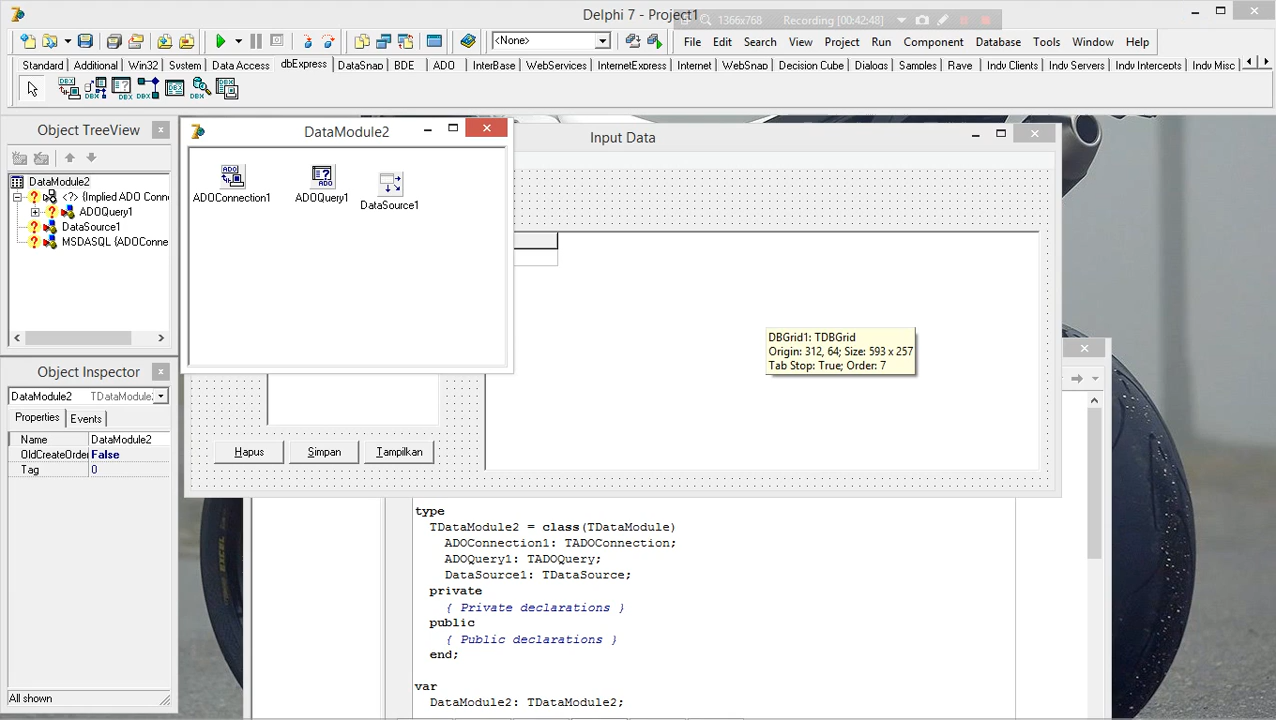 Delphi 7 - Project1
1366x768
Recording [00:42:48]
<None>
File Edit Search View Project Run Component Database Tools Window Help
Standard Additional Win32 System Data Access dbExpress DataSnap BDE ADO InterBase WebServices InternetExpress Internet WebSnap Decision Cube Dialogs Samples Rave Indy Clients Indy Servers Indy Intercepts Indy Misc
Object TreeView
DataModule2
<?> {Implied ADO Conn
ADOQuery1
DataSource1
MSDASQL {ADOConne
DataModule2
ADOConnection1
ADOQuery1
DataSource1
Input Data
DBGrid1: TDBGrid
Origin: 312, 64; Size: 593 x 257
Tab Stop: True; Order: 7
Hapus
Simpan
Tampilkan
Object Inspector
DataModule2 TDataModule
Properties Events
Name DataModule2
OldCreateOrder False
Tag 0
All shown
type
TDataModule2 = class(TDataModule)
ADOConnection1: TADOConnection;
ADOQuery1: TADOQuery;
DataSource1: TDataSource;
private
{ Private declarations }
public
{ Public declarations }
end;
var
DataModule2: TDataModule2;